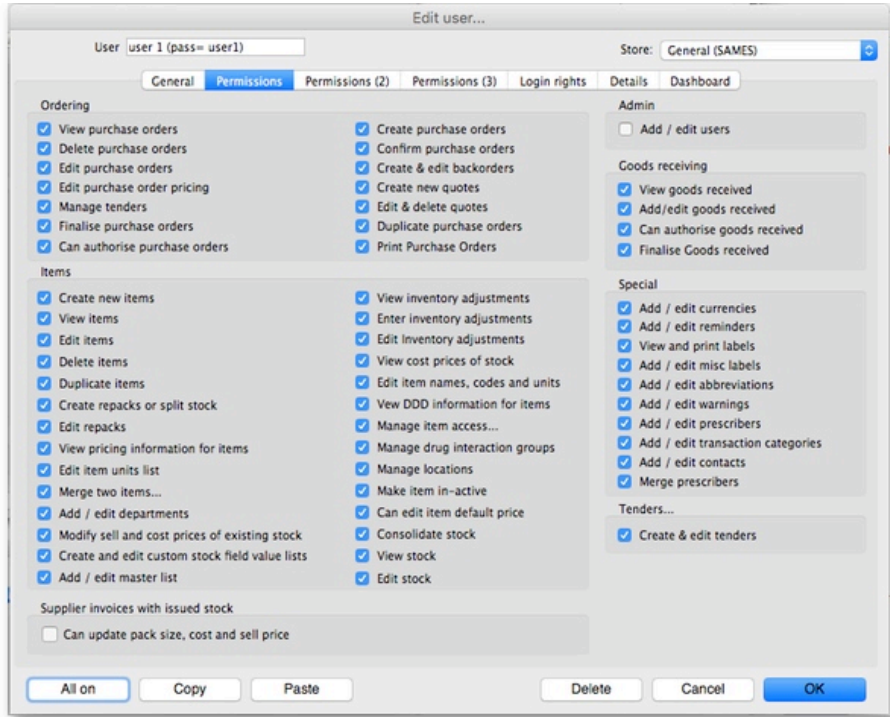 Edit user...
User user 1 (pass= user1)
Store: General (SAMES)
General Permissions Permissions (2) Permissions (3) Login rights Details Dashboard
Ordering
View purchase orders
Delete purchase orders
Edit purchase orders
Edit purchase order pricing
Manage tenders
Finalise purchase orders
Can authorise purchase orders
Create purchase orders
Confirm purchase orders
Create & edit backorders
Create new quotes
Edit & delete quotes
Duplicate purchase orders
Print Purchase Orders
Items
Create new items
View items
Edit items
Delete items
Duplicate items
Create repacks or split stock
Edit repacks
View pricing information for items
Edit item units list
Merge two items...
Add / edit departments
Modify sell and cost prices of existing stock
Create and edit custom stock field value lists
Add / edit master list
View inventory adjustments
Enter inventory adjustments
Edit Inventory adjustments
View cost prices of stock
Edit item names, codes and units
Vew DDD information for items
Manage item access...
Manage drug interaction groups
Manage locations
Make item in-active
Can edit item default price
Consolidate stock
View stock
Edit stock
Supplier invoices with issued stock
Can update pack size, cost and sell price
Admin
Add / edit users
Goods receiving
View goods received
Add/edit goods received
Can authorise goods received
Finalise Goods received
Special
Add / edit currencies
Add / edit reminders
View and print labels
Add / edit misc labels
Add / edit abbreviations
Add / edit warnings
Add / edit prescribers
Add / edit transaction categories
Add / edit contacts
Merge prescribers
Tenders...
Create & edit tenders
All on Copy Paste Delete Cancel OK